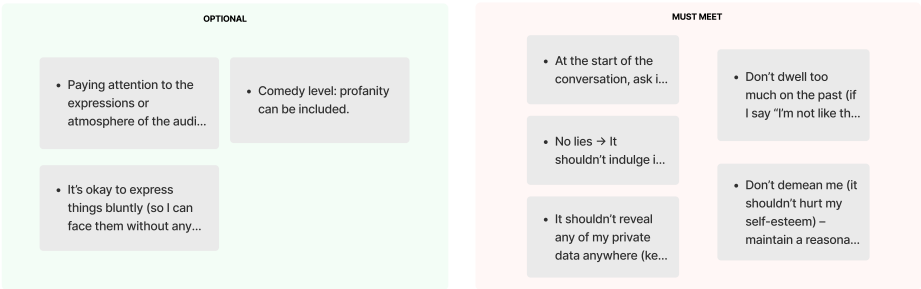 OPTIONAL
• Paying attention to the
expressions or
atmosphere of the audi...
• Comedy level: profanity
can be included.
• It's okay to express
things bluntly (so I can
face them without any...
MUST MEET
• At the start of the
conversation, ask i...
• Don't dwell too
much on the past (if
I say “I'm not like th...
• No lies → It
shouldn't indulge i...
• Don't demean me (it
shouldn't hurt my
self-esteem) –
maintain a reasona...
• It shouldn't reveal
any of my private
data anywhere (ke...